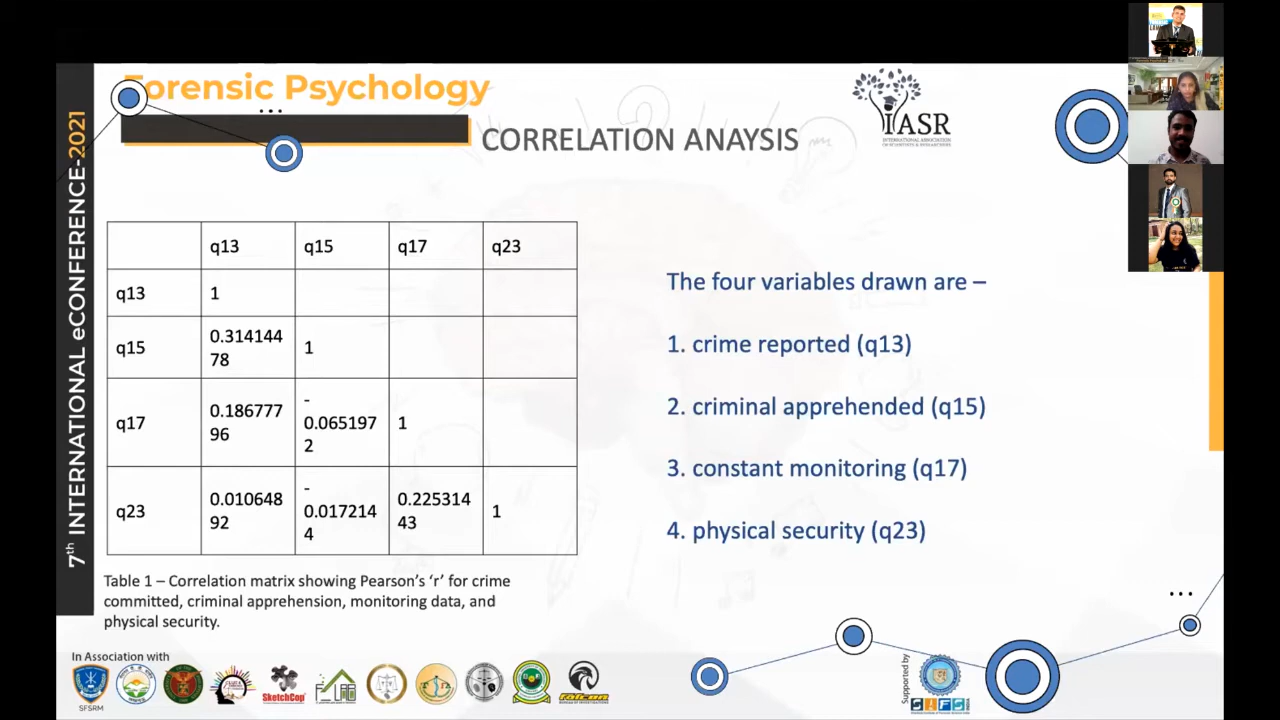 Forensic Psychology
...
CORRELATION ANAYSIS
IASR
INTERNATIONAL ASSOCIATION
OF SCIENTISTS & RESEARCHERS
7th INTERNATIONAL eCONFERENCE-2021
q13 q15 q17 q23
q13 1
q15 0.314144 1
78
q17 0.186777 - 1
96 0.065197
2
q23 0.010648 - 0.225314 1
92 0.017214 43
4
Table 1 – Correlation matrix showing Pearson's 'r' for crime
committed, criminal apprehension, monitoring data, and
physical security.
The four variables drawn are –
1. crime reported (q13)
2. criminal apprehended (q15)
3. constant monitoring (q17)
4. physical security (q23)
...
In Association with
SFSRM
SketchCop
FALCON
Supported by
SIFS